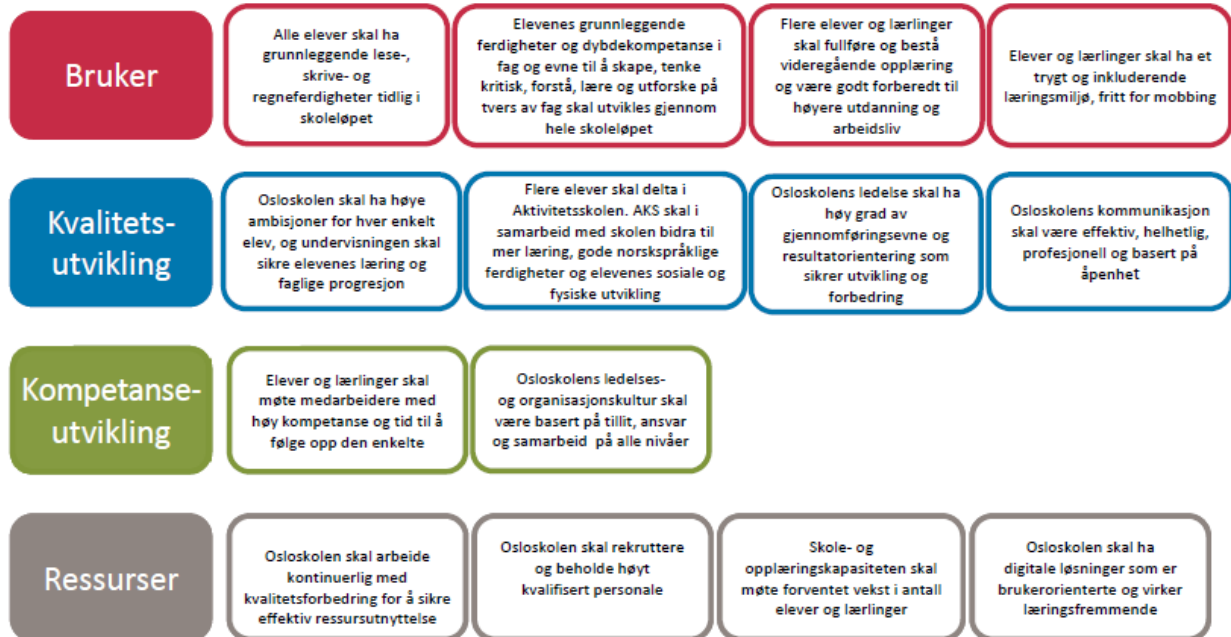 Bruker
Alle elever skal ha
grunnleggende lese-,
skrive- og
regneferdigheter tidlig i
skoleløpet
Elevenes grunnleggende
ferdigheter og dybdekompetanse i
fag og evne til å skape, tenke
kritisk, forstå, lære og utforske på
tvers av fag skal utvikles gjennom
hele skoleløpet
Flere elever og lærlinger
skal fullføre og bestå
videregående opplæring
og være godt forberedt til
høyere utdanning og
arbeidsliv
Elever og lærlinger skal ha et
trygt og inkluderende
læringsmiljø, fritt for mobbing
Kvalitets-
utvikling
Osloskolen skal ha høye
ambisjoner for hver enkelt
elev, og undervisningen skal
sikre elevenes læring og
faglige progresjon
Flere elever skal delta i
Aktivitetsskolen. AKS skal i
samarbeid med skolen bidra til
mer læring, gode norskspråklige
ferdigheter og elevenes sosiale og
fysiske utvikling
Osloskolens ledelse skal ha
høy grad av
gjennomføringsevne og
resultatorientering som
sikrer utvikling og
forbedring
Osloskolens kommunikasjon
skal være effektiv, helhetlig,
profesjonell og basert på
åpenhet
Kompetanse-
utvikling
Elever og lærlinger skal
møte medarbeidere med
høy kompetanse og tid til å
følge opp den enkelte
Osloskolens ledelses-
og organisasjonskultur skal
være basert på tillit, ansvar
og samarbeid på alle nivåer
Ressurser
Osloskolen skal arbeide
kontinuerlig med
kvalitetsforbedring for å sikre
effektiv ressursutnyttelse
Osloskolen skal rekruttere
og beholde høyt
kvalifisert personale
Skole- og
opplæringskapasiteten skal
møte forventet vekst i antall
elever og lærlinger
Osloskolen skal ha
digitale løsninger som er
brukerorienterte og virker
læringsfremmende